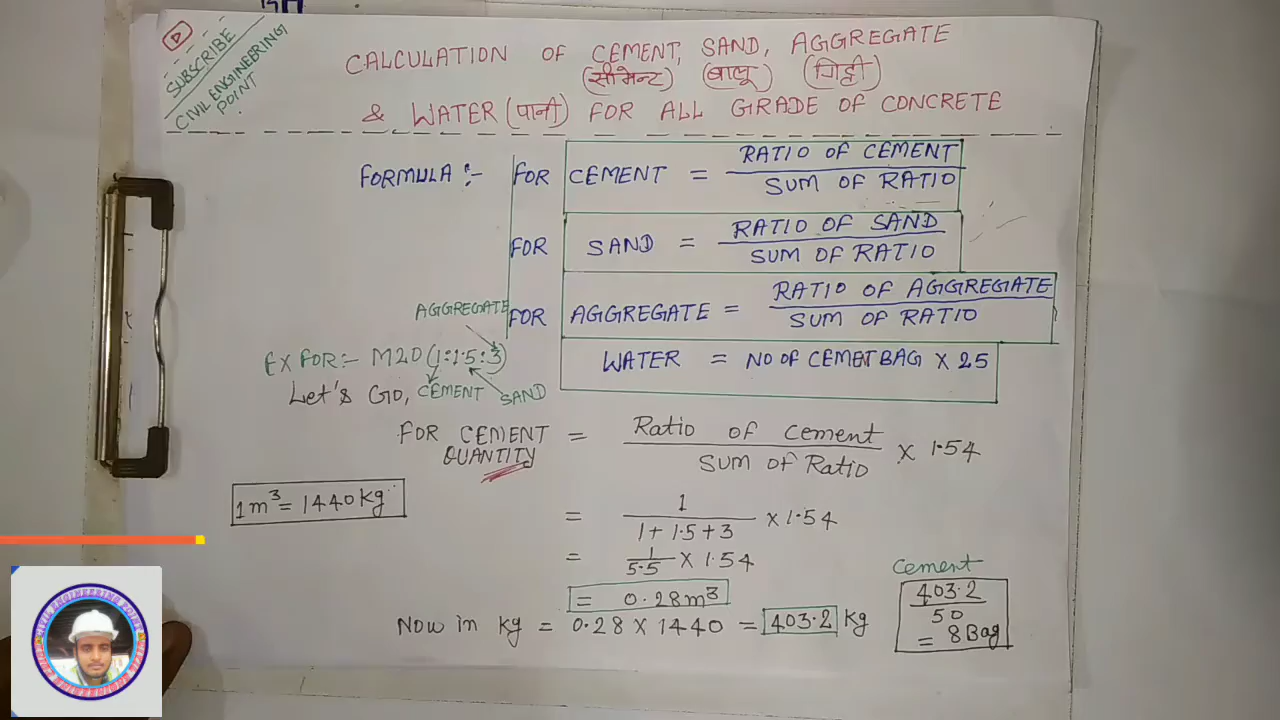 SUBSCRIBE
CIVIL ENGINEERING
POINT
CALCULATION OF CEMENT, SAND, AGGREGATE
(सीमेन्ट) (बालू) (गिट्टी)
& WATER (पानी) FOR ALL GRADE OF CONCRETE
FORMULA :- FOR CEMENT = RATIO OF CEMENT
SUM OF RATIO
FOR SAND = RATIO OF SAND
SUM OF RATIO
FOR AGGREGATE = RATIO OF AGGREGATE
SUM OF RATIO
WATER = NO OF CEMET BAG × 25
AGGREGATE
EX FOR:- M20 (1:1.5:3)
Let's GO, CEMENT SAND
FOR CEMENT = Ratio of cement × 1.54
QUANTITY Sum of Ratio
1m³ = 1440 kg
= 1 × 1.54
1 + 1.5 + 3
= 1 × 1.54
5.5
= 0.28m³
Now in kg = 0.28 × 1440 = 403.2 kg
Cement
403.2
50
= 8 Bag
CIVIL ENGINEERING POINT